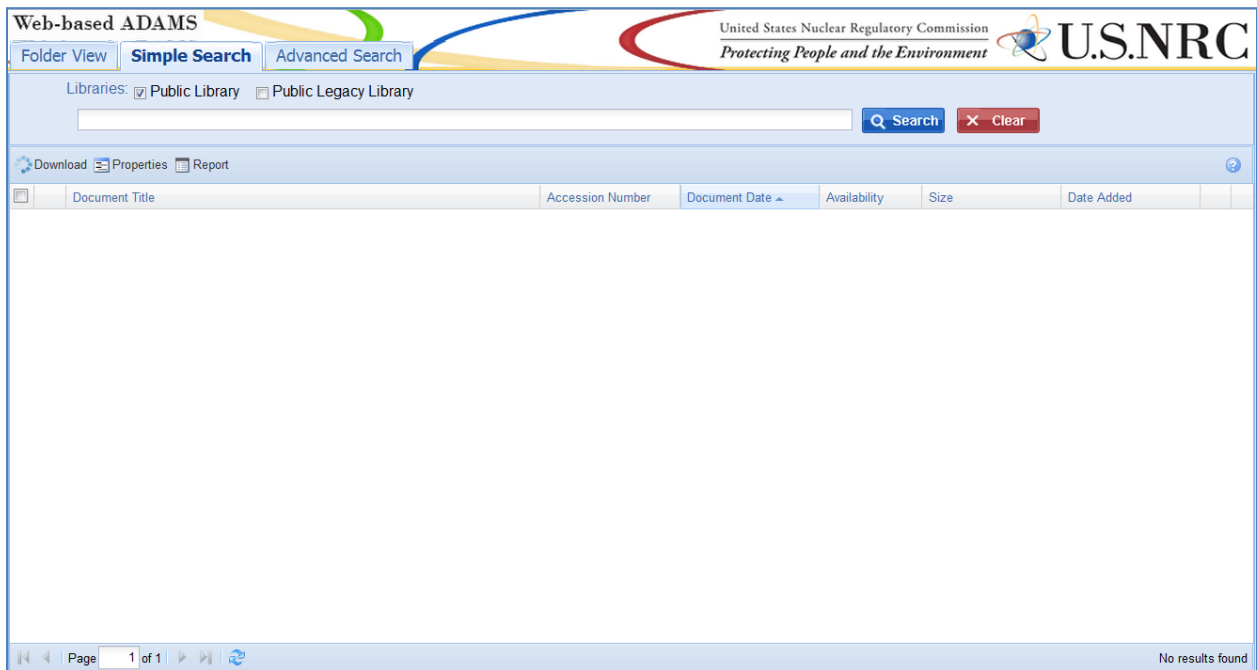 Web-based ADAMS
United States Nuclear Regulatory Commission
Protecting People and the Environment
U.S.NRC
Folder View Simple Search Advanced Search
Libraries: Public Library Public Legacy Library
Search Clear
Download Properties Report
Document Title Accession Number Document Date Availability Size Date Added
Page 1 of 1 No results found